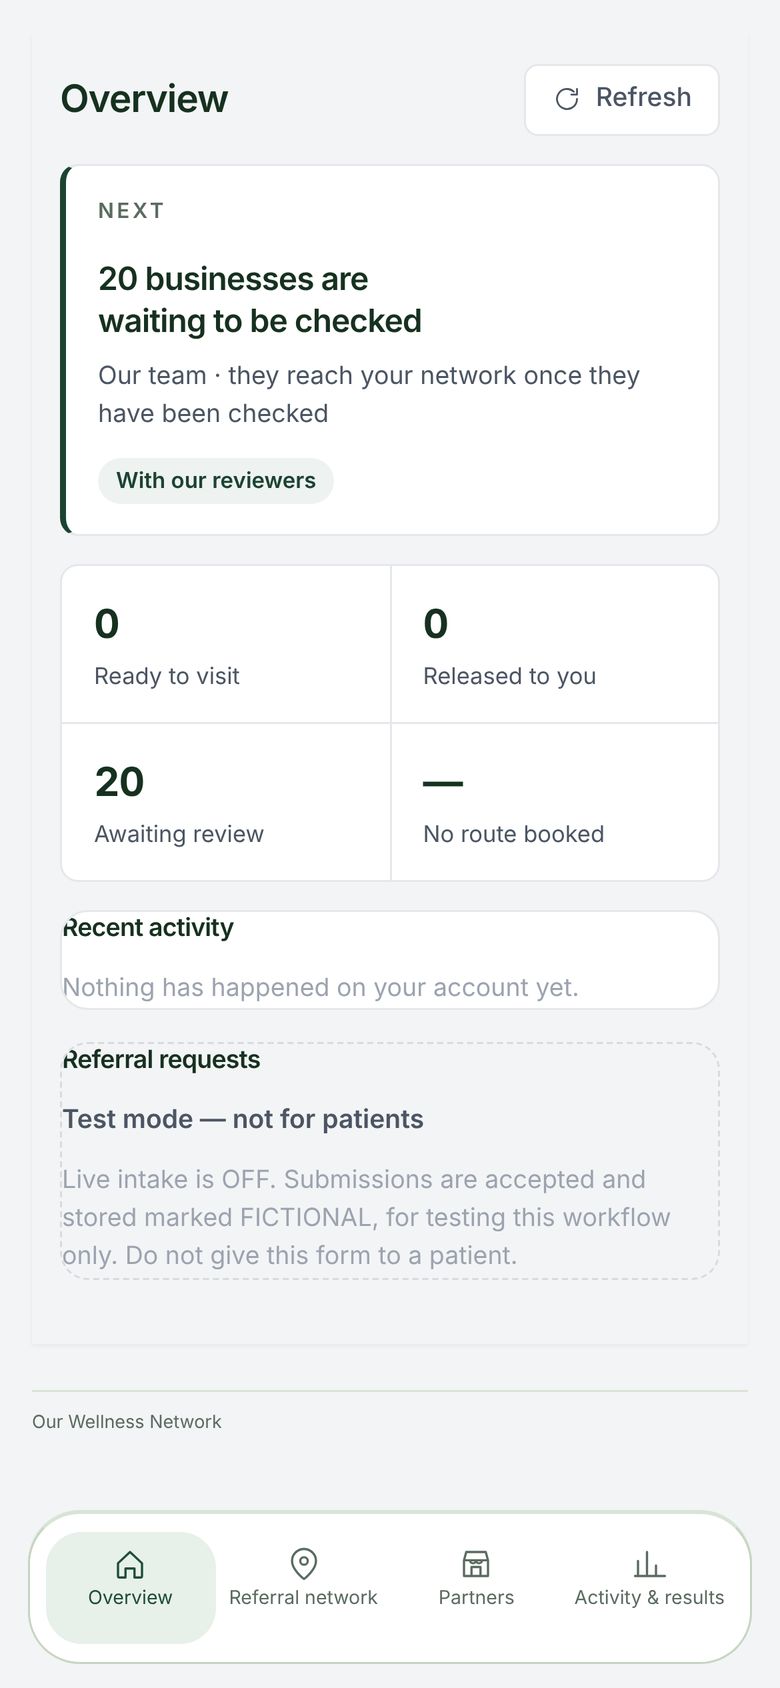 Overview
Refresh
NEXT
20 businesses are
waiting to be checked
Our team · they reach your network once they
have been checked
With our reviewers
0
Ready to visit
0
Released to you
20
Awaiting review
—
No route booked
Recent activity
Nothing has happened on your account yet.
Referral requests
Test mode — not for patients
Live intake is OFF. Submissions are accepted and
stored marked FICTIONAL, for testing this workflow
only. Do not give this form to a patient.
Our Wellness Network
Overview
Referral network
Partners
Activity & results